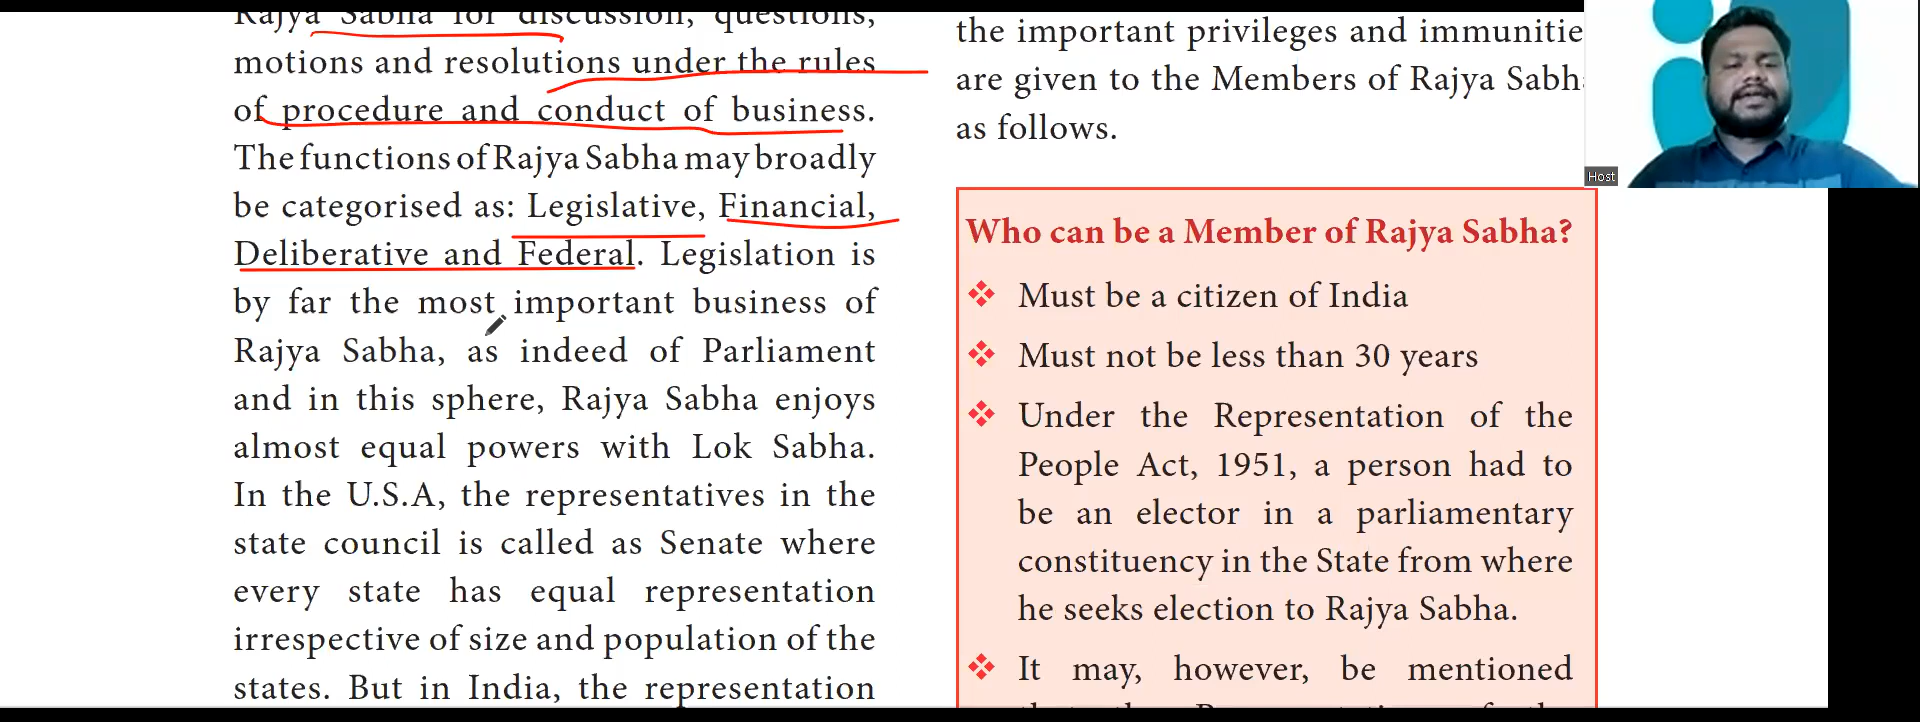 Rajya Sabha for discussion, questions,
motions and resolutions under the rules
of procedure and conduct of business.
The functions of Rajya Sabha may broadly
be categorised as: Legislative, Financial,
Deliberative and Federal. Legislation is
by far the most important business of
Rajya Sabha, as indeed of Parliament
and in this sphere, Rajya Sabha enjoys
almost equal powers with Lok Sabha.
In the U.S.A, the representatives in the
state council is called as Senate where
every state has equal representation
irrespective of size and population of the
states. But in India, the representation
the important privileges and immunitie
are given to the Members of Rajya Sabh
as follows.
Who can be a Member of Rajya Sabha?
❖ Must be a citizen of India
❖ Must not be less than 30 years
❖ Under the Representation of the
People Act, 1951, a person had to
be an elector in a parliamentary
constituency in the State from where
he seeks election to Rajya Sabha.
❖ It may, however, be mentioned
Host